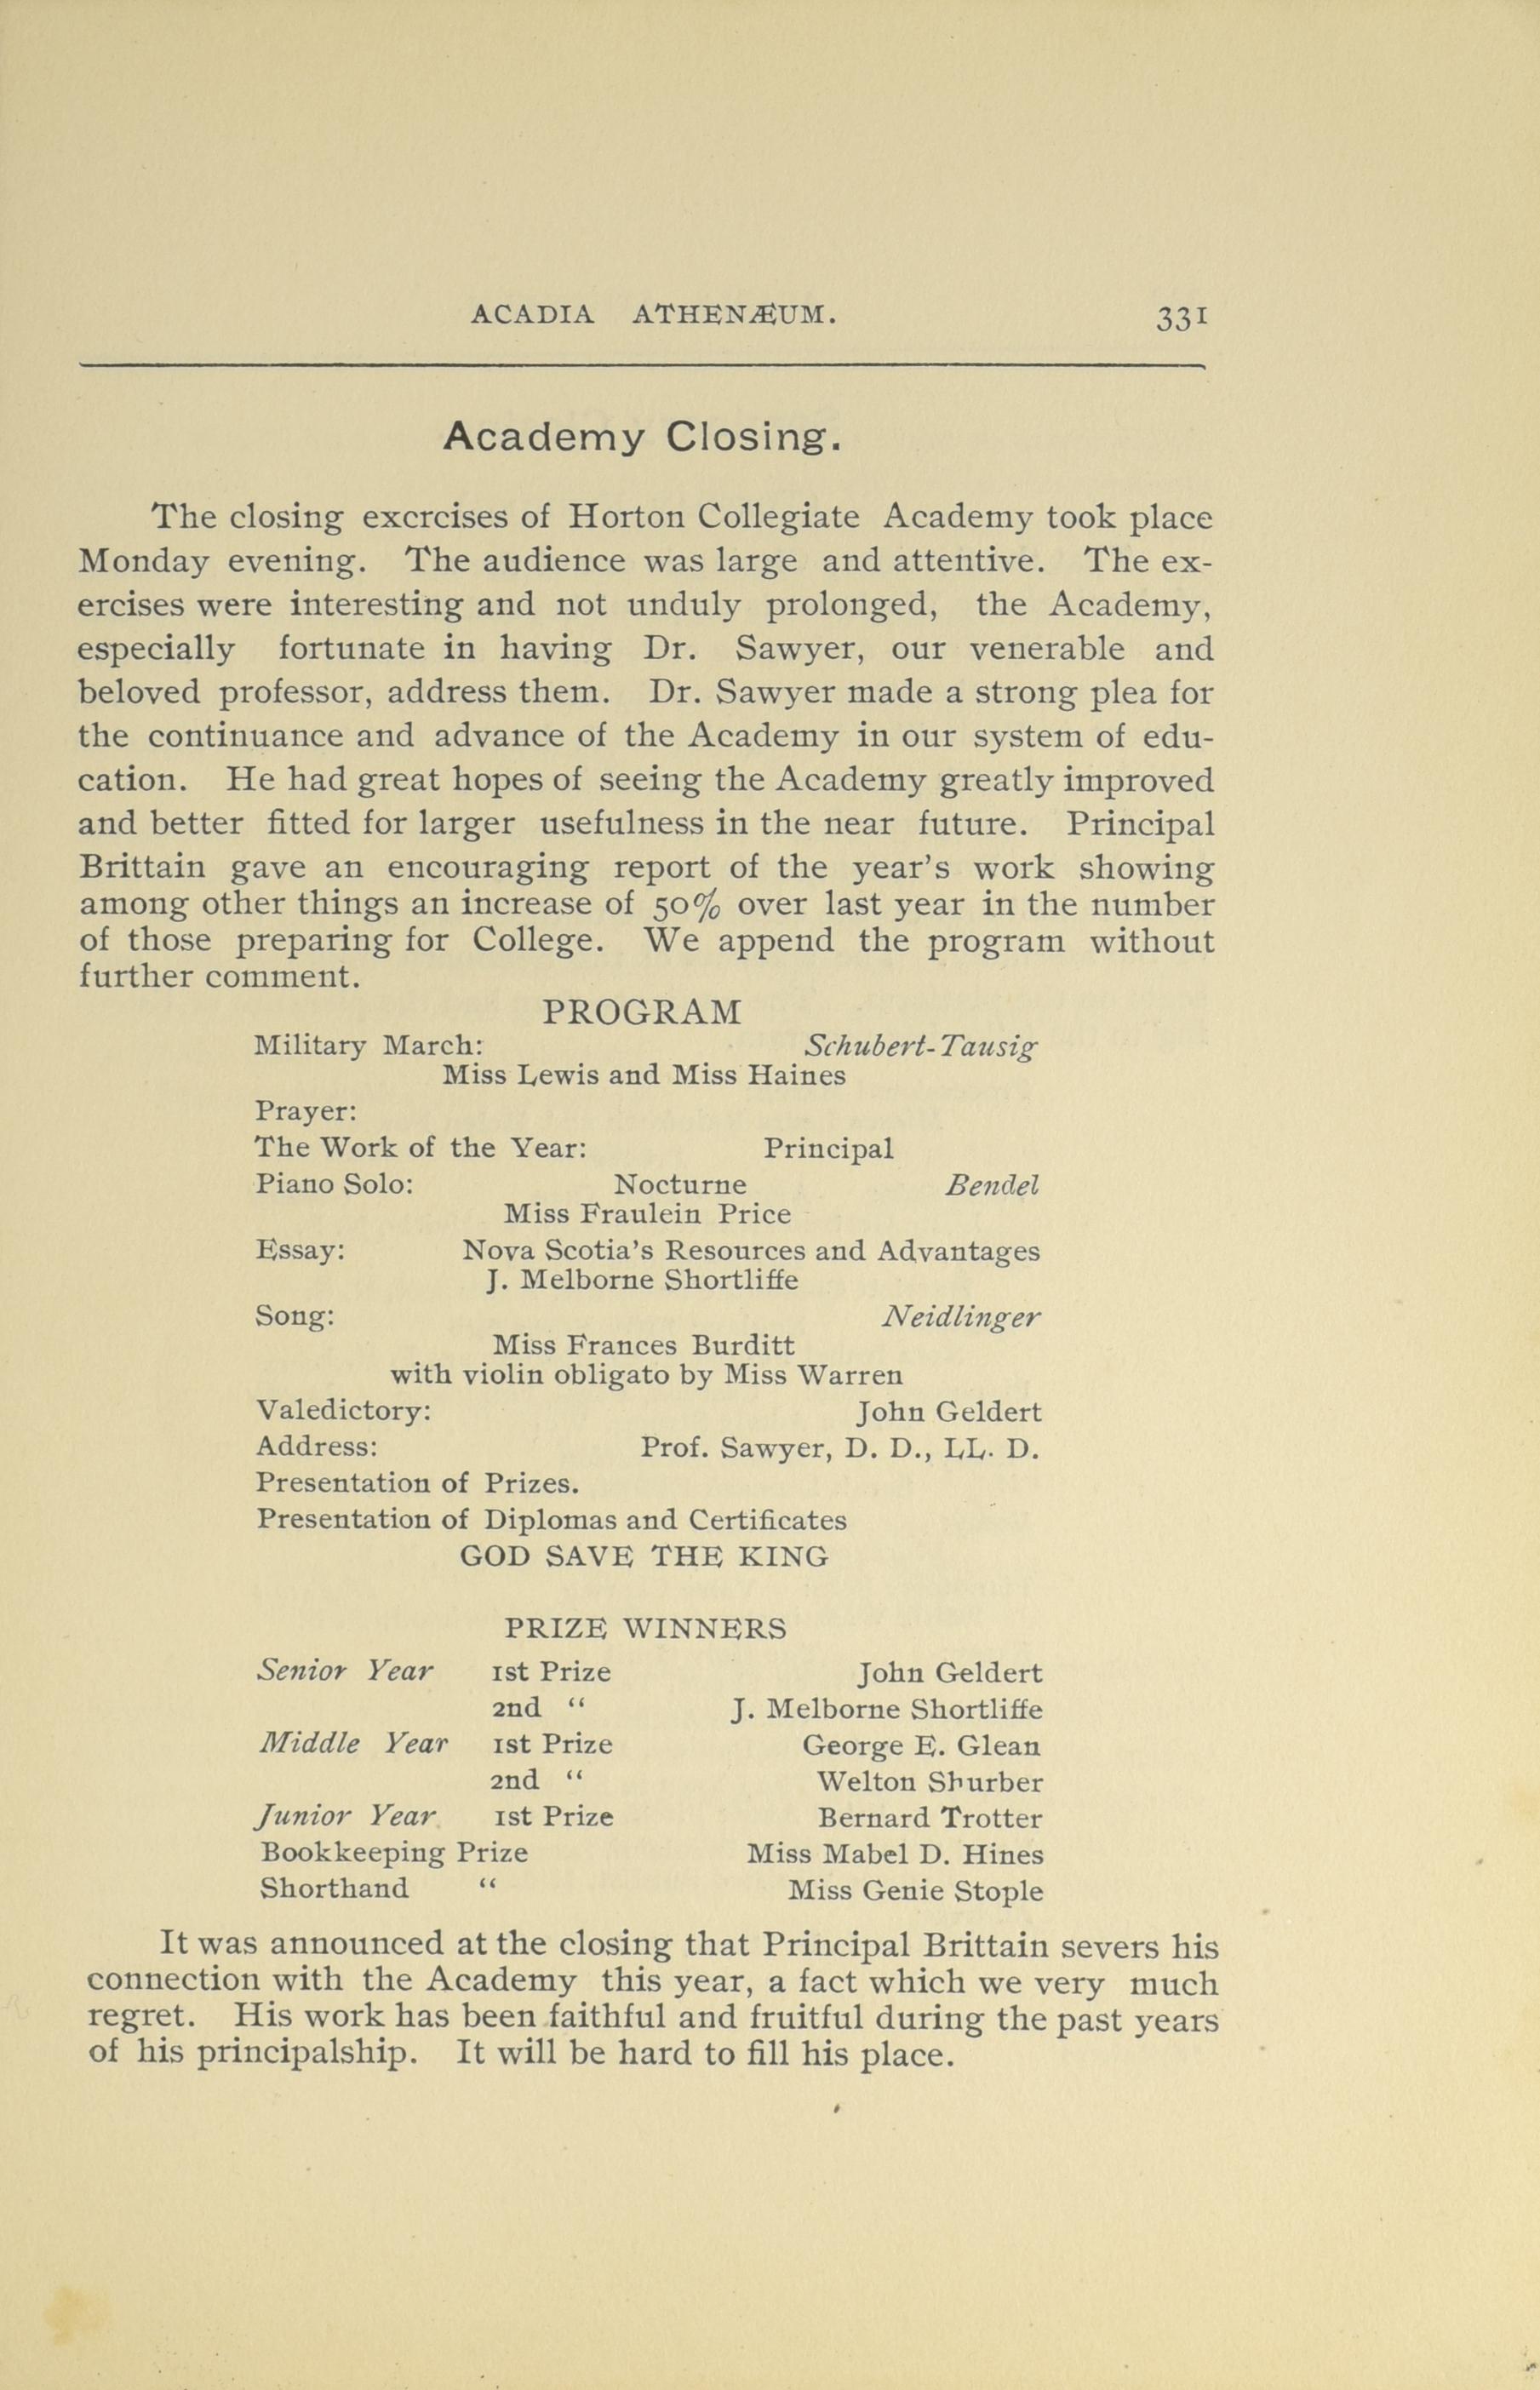 ACADIA ATHENÆUM. 331
Academy Closing.
The closing excrcises of Horton Collegiate Academy took place
Monday evening. The audience was large and attentive. The ex-
ercises were interesting and not unduly prolonged, the Academy,
especially fortunate in having Dr. Sawyer, our venerable and
beloved professor, address them. Dr. Sawyer made a strong plea for
the continuance and advance of the Academy in our system of edu-
cation. He had great hopes of seeing the Academy greatly improved
and better fitted for larger usefulness in the near future. Principal
Brittain gave an encouraging report of the year's work showing
among other things an increase of 50% over last year in the number
of those preparing for College. We append the program without
further comment.
PROGRAM
Military March: Schubert-Tausig
Miss Lewis and Miss Haines
Prayer:
The Work of the Year: Principal
Piano Solo: Nocturne Bendel
Miss Fraulein Price
Essay: Nova Scotia's Resources and Advantages
J. Melborne Shortliffe
Song: Neidlinger
Miss Frances Burditt
with violin obligato by Miss Warren
Valedictory: John Geldert
Address: Prof. Sawyer, D. D., LL. D.
Presentation of Prizes.
Presentation of Diplomas and Certificates
GOD SAVE THE KING
PRIZE WINNERS
Senior Year 1st Prize John Geldert
2nd " J. Melborne Shortliffe
Middle Year 1st Prize George E. Glean
2nd " Welton Shurber
Junior Year 1st Prize Bernard Trotter
Bookkeeping Prize Miss Mabel D. Hines
Shorthand " Miss Genie Stople
It was announced at the closing that Principal Brittain severs his
connection with the Academy this year, a fact which we very much
regret. His work has been faithful and fruitful during the past years
of his principalship. It will be hard to fill his place.